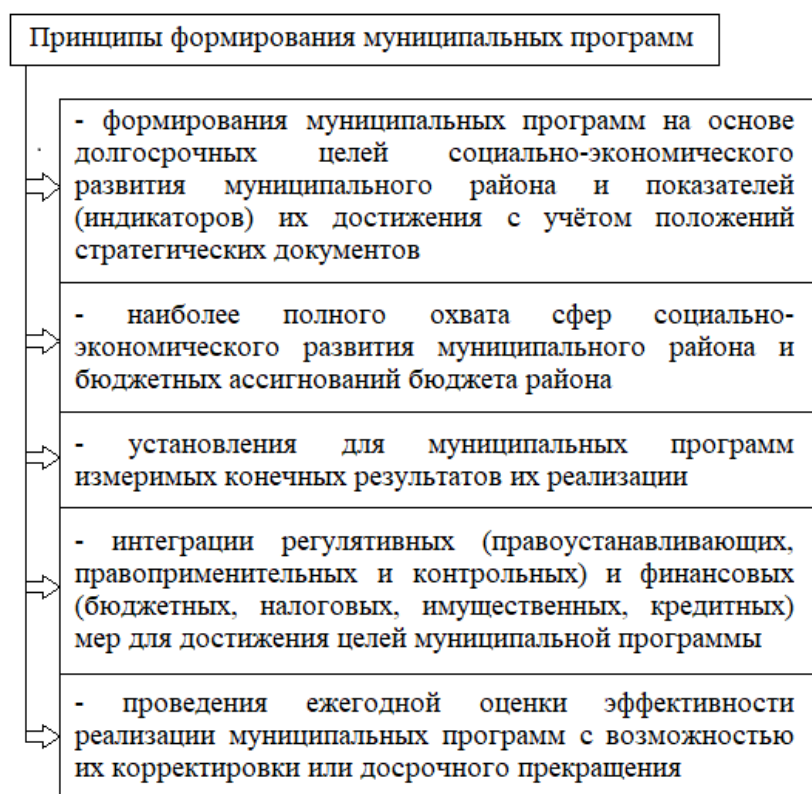 Принципы формирования муниципальных программ
- формирования муниципальных программ на основе
долгосрочных целей социально-экономического
развития муниципального района и показателей
(индикаторов) их достижения с учётом положений
стратегических документов
- наиболее полного охвата сфер социально-
экономического развития муниципального района и
бюджетных ассигнований бюджета района
- установления для муниципальных программ
измеримых конечных результатов их реализации
- интеграции регулятивных (правоустанавливающих,
правоприменительных и контрольных) и финансовых
(бюджетных, налоговых, имущественных, кредитных)
мер для достижения целей муниципальной программы
- проведения ежегодной оценки эффективности
реализации муниципальных программ с возможностью
их корректировки или досрочного прекращения